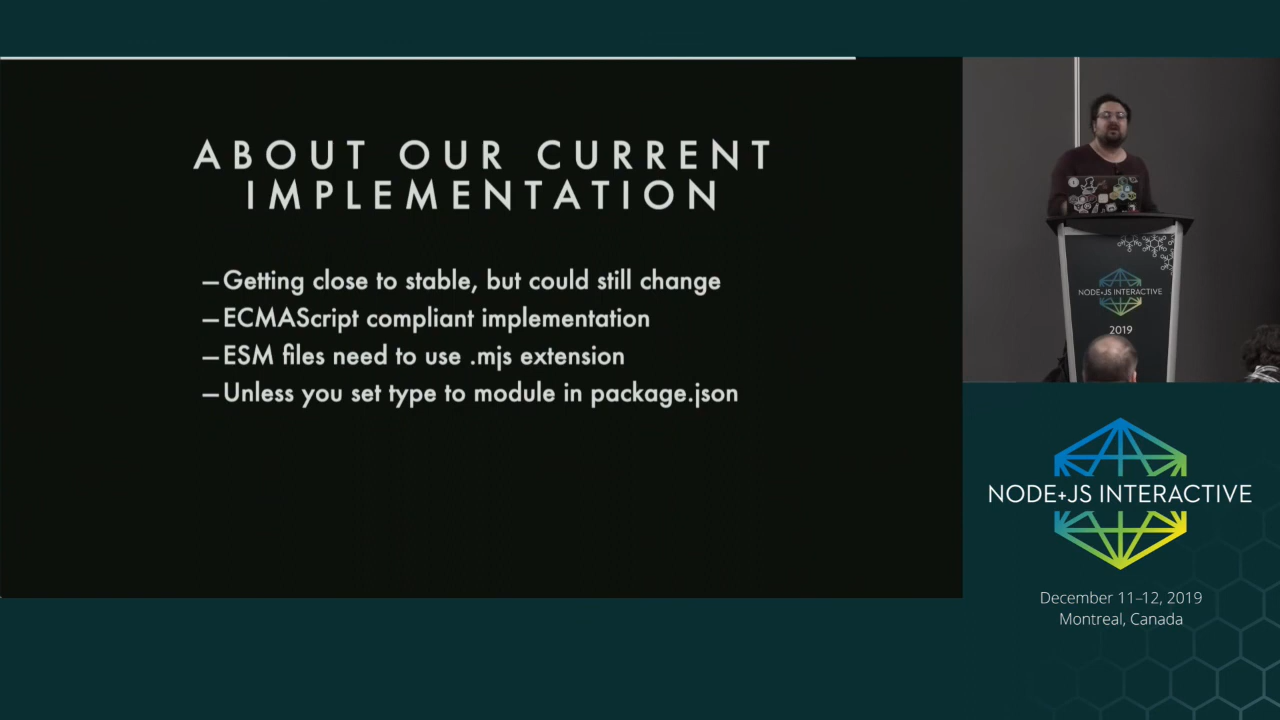 ABOUT OUR CURRENT
IMPLEMENTATION
—Getting close to stable, but could still change
—ECMAScript compliant implementation
—ESM files need to use .mjs extension
—Unless you set type to module in package.json
NODE+JS INTERACTIVE
2019
NODE+JS INTERACTIVE
December 11–12, 2019
Montreal, Canada